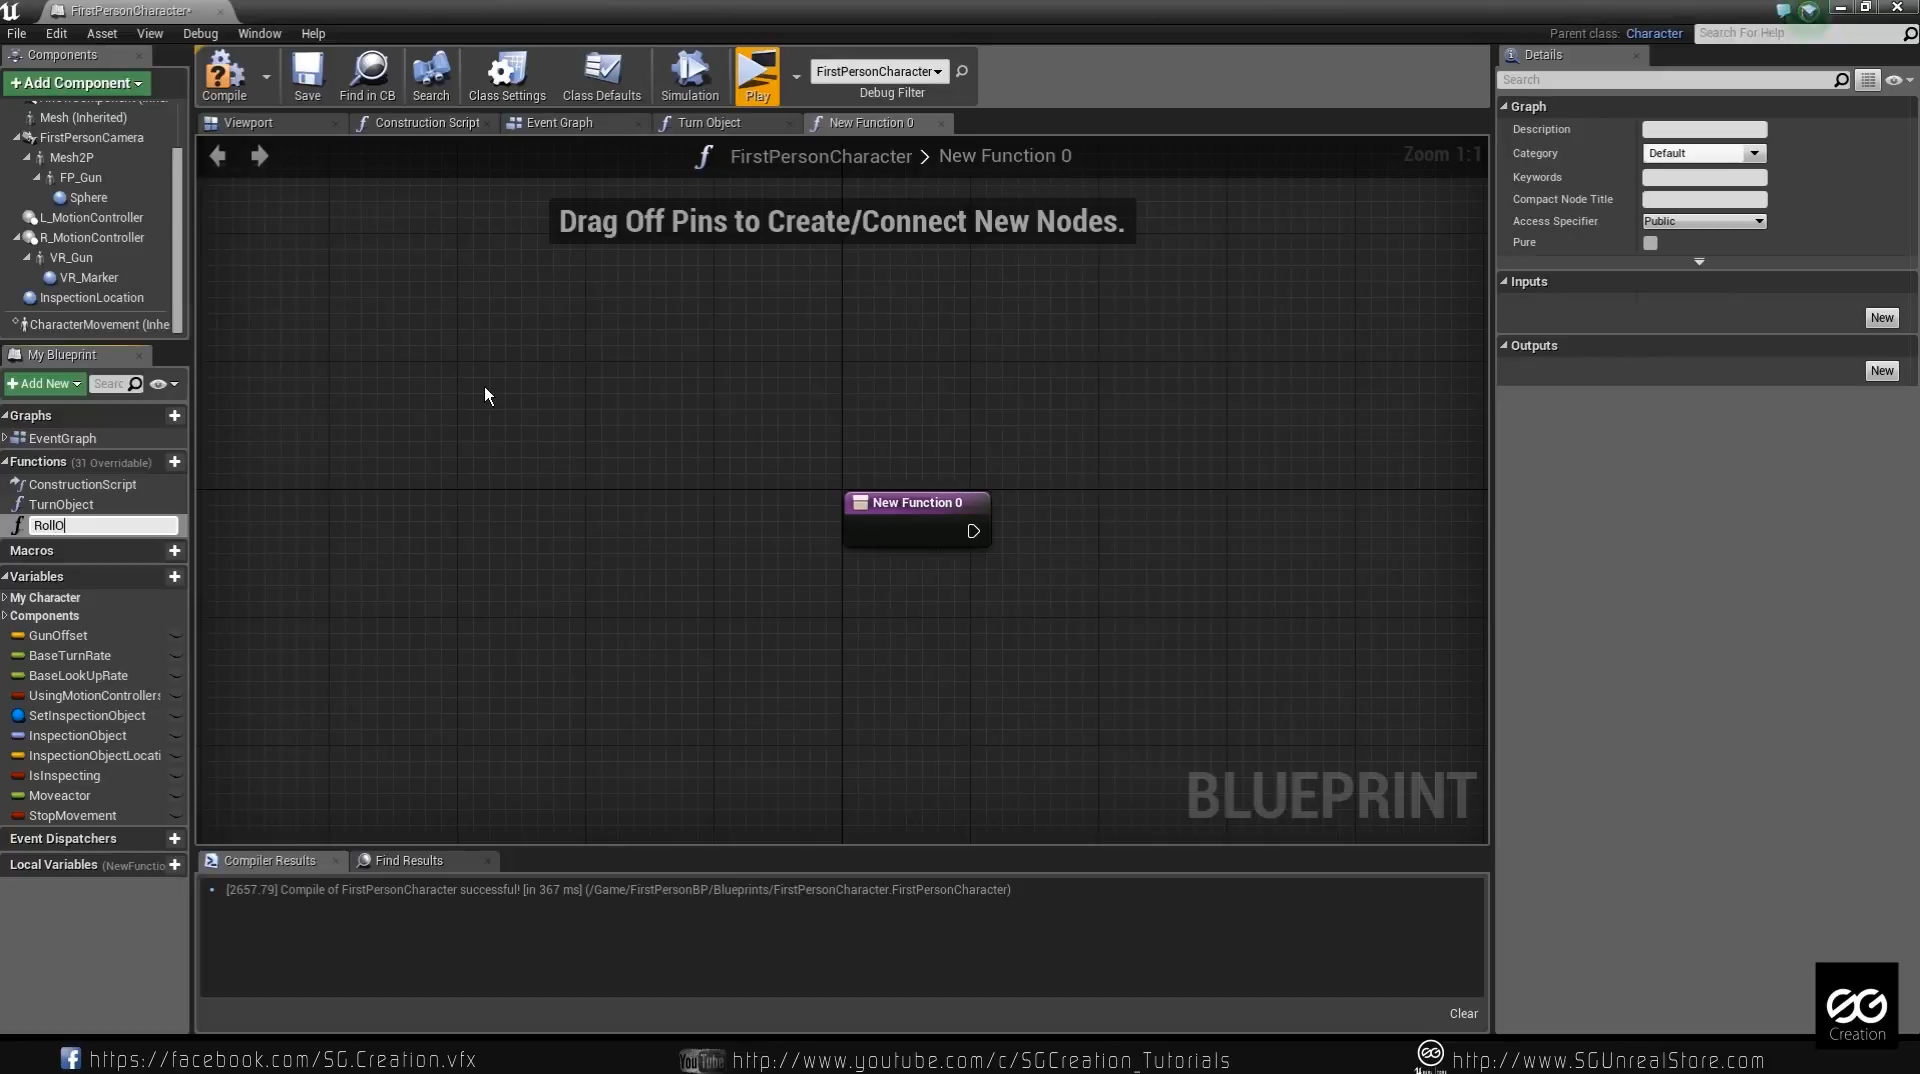 FirstPersonCharacter*
File Edit Asset View Debug Window Help
Parent class: Character
Search For Help
Components
+Add Component
Mesh (Inherited)
FirstPersonCamera
Mesh2P
FP_Gun
Sphere
L_MotionController
R_MotionController
VR_Gun
VR_Marker
InspectionLocation
CharacterMovement (Inhe
Compile
Save
Find in CB
Search
Class Settings
Class Defaults
Simulation
Play
FirstPersonCharacter
Debug Filter
Viewport
Construction Script
Event Graph
Turn Object
New Function 0
FirstPersonCharacter > New Function 0
Zoom 1:1
Drag Off Pins to Create/Connect New Nodes.
New Function 0
BLUEPRINT
My Blueprint
+Add New
Searc
Graphs
EventGraph
Functions (31 Overridable)
ConstructionScript
TurnObject
RollO
Macros
Variables
My Character
Components
GunOffset
BaseTurnRate
BaseLookUpRate
UsingMotionControllers
SetInspectionObject
InspectionObject
InspectionObjectLocati
IsInspecting
Moveactor
StopMovement
Event Dispatchers
Local Variables (NewFunctio
Compiler Results
Find Results
[2657.79] Compile of FirstPersonCharacter successful! [in 367 ms] (/Game/FirstPersonBP/Blueprints/FirstPersonCharacter.FirstPersonCharacter)
Clear
Details
Search
Graph
Description
Category
Default
Keywords
Compact Node Title
Access Specifier
Public
Pure
Inputs
New
Outputs
New
SG
Creation
https://facebook.com/SG.Creation.vfx
YouTube
http://www.youtube.com/c/SGCreation_Tutorials
http://www.SGUnrealStore.com